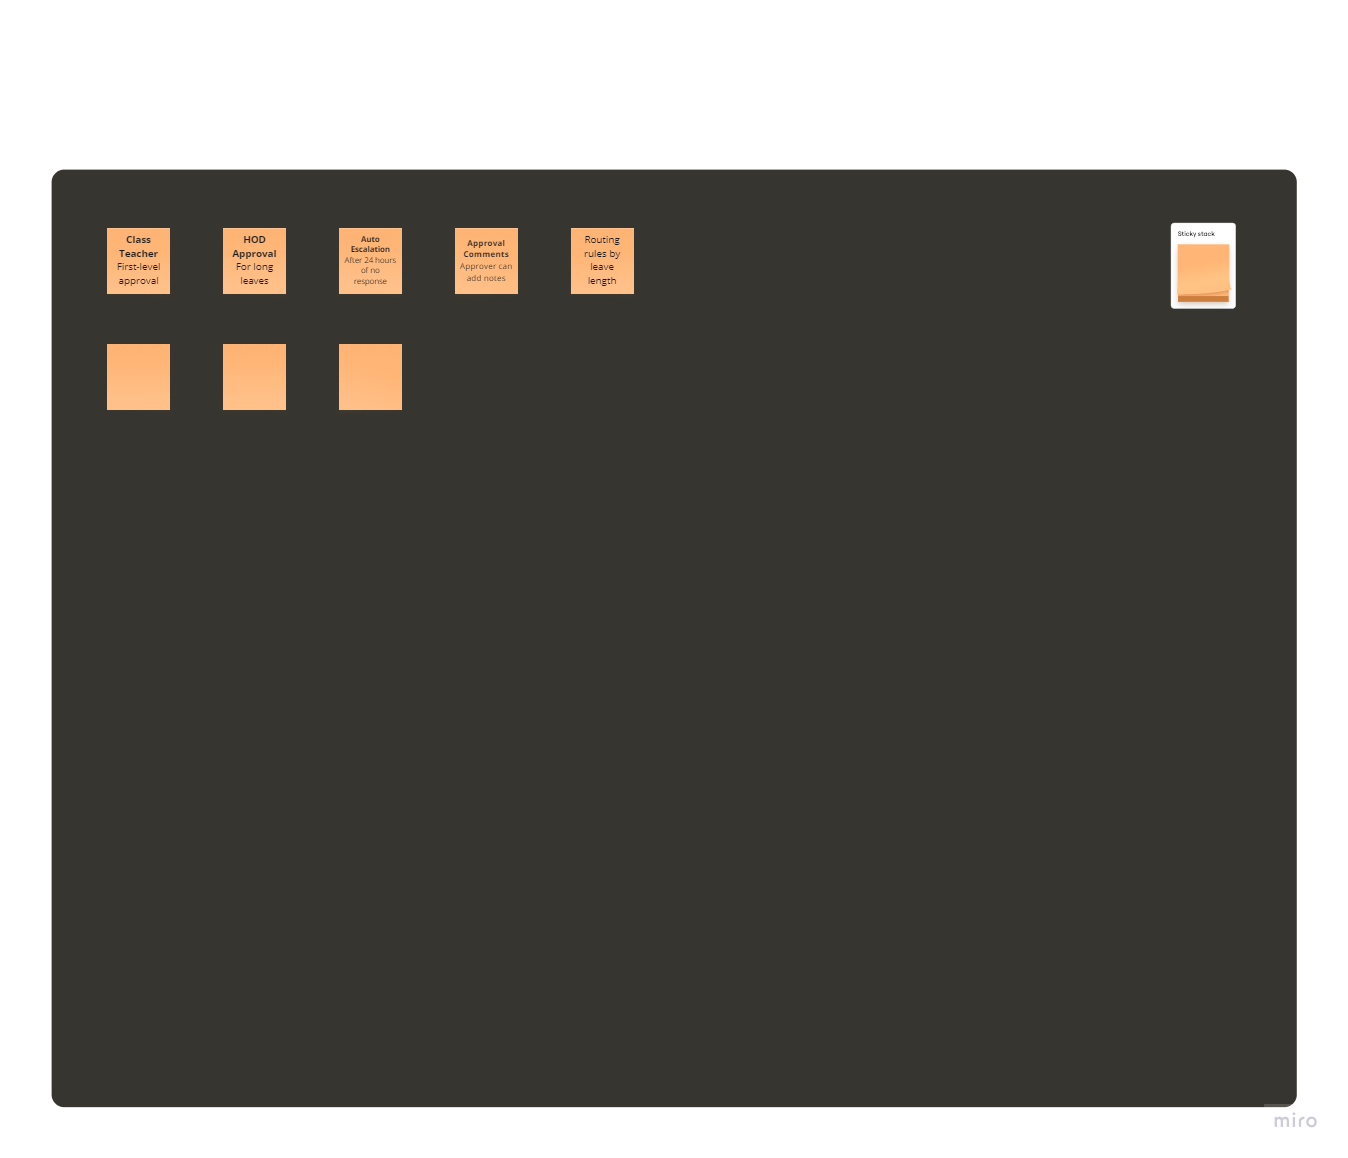 Class
Teacher
First-level
approval
HOD
Approval
For long
leaves
Auto
Escalation
After 24 hours
of no
response
Approval
Comments
Approver can
add notes
Routing
rules by
leave
length
Sticky stack
miro